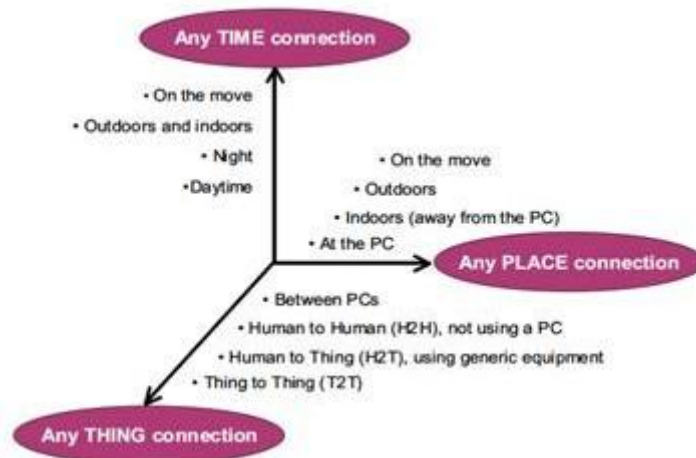 Any TIME connection
• On the move
• Outdoors and indoors
• Night
•Daytime
• On the move
• Outdoors
• Indoors (away from the PC)
• At the PC
Any PLACE connection
• Between PCs
• Human to Human (H2H), not using a PC
• Human to Thing (H2T), using generic equipment
• Thing to Thing (T2T)
Any THING connection